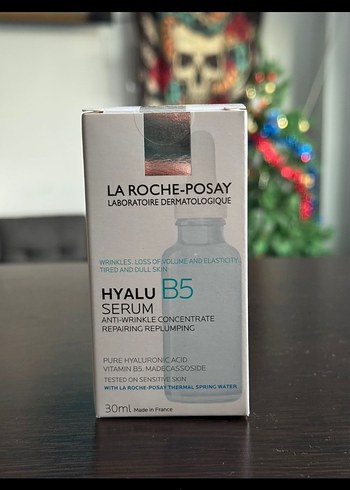 LA ROCHE-POSAY
LABORATOIRE DERMATOLOGIQUE
WRINKLES, LOSS OF VOLUME AND ELASTICITY,
TIRED AND DULL SKIN
HYALU B5
SERUM
ANTI-WRINKLE CONCENTRATE
REPAIRING REPLUMPING
PURE HYALURONIC ACID
VITAMIN B5. MADECASSOSIDE
TESTED ON SENSITIVE SKIN
WITH LA ROCHE-POSAY THERMAL SPRING WATER
30ml Made in France